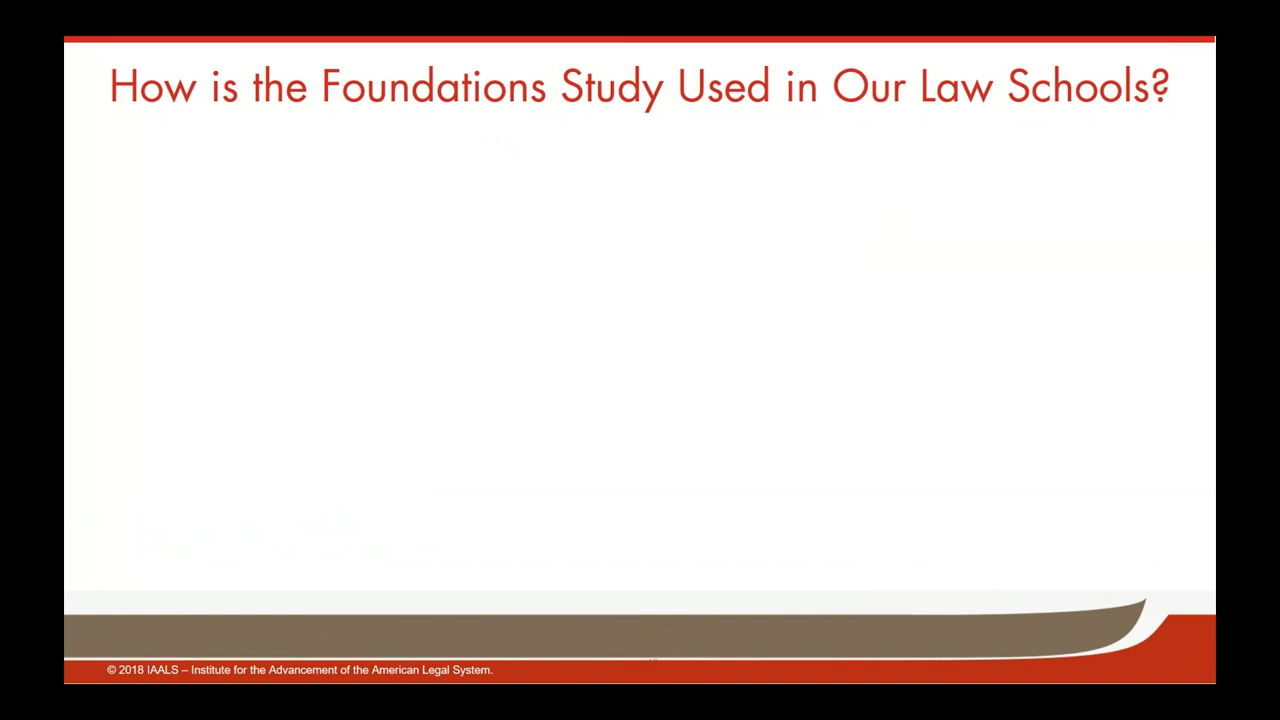 How is the Foundations Study Used in Our Law Schools?
© 2018 IAALS – Institute for the Advancement of the American Legal System.